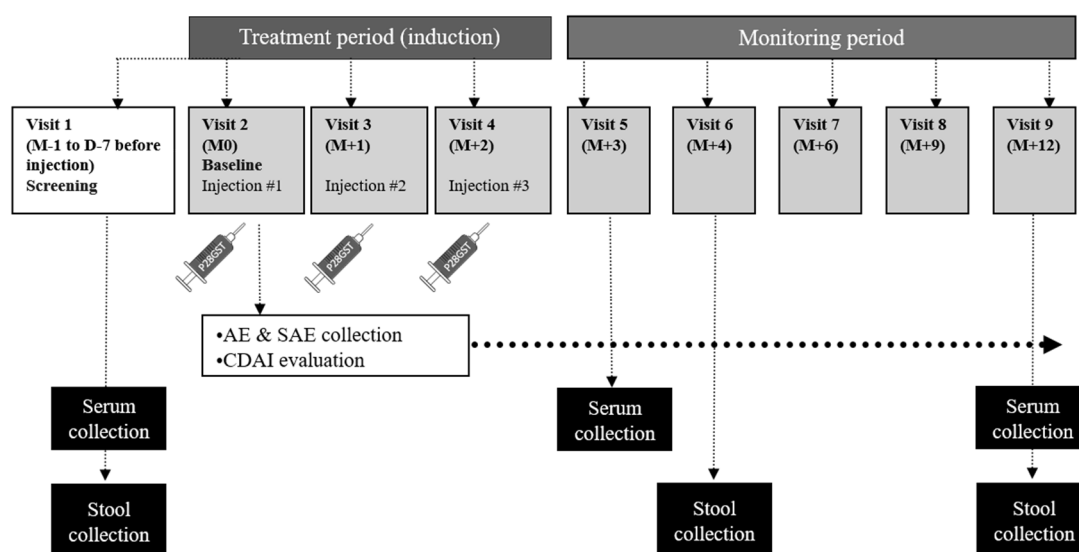 Treatment period (induction)
Monitoring period
Visit 1
(M-1 to D-7 before
injection)
Screening
Visit 2
(M0)
Baseline
Injection #1
Visit 3
(M+1)
Injection #2
Visit 4
(M+2)
Injection #3
Visit 5
(M+3)
Visit 6
(M+4)
Visit 7
(M+6)
Visit 8
(M+9)
Visit 9
(M+12)
P28GST
P28GST
P28GST
•AE & SAE collection
•CDAI evaluation
Serum
collection
Serum
collection
Serum
collection
Stool
collection
Stool
collection
Stool
collection